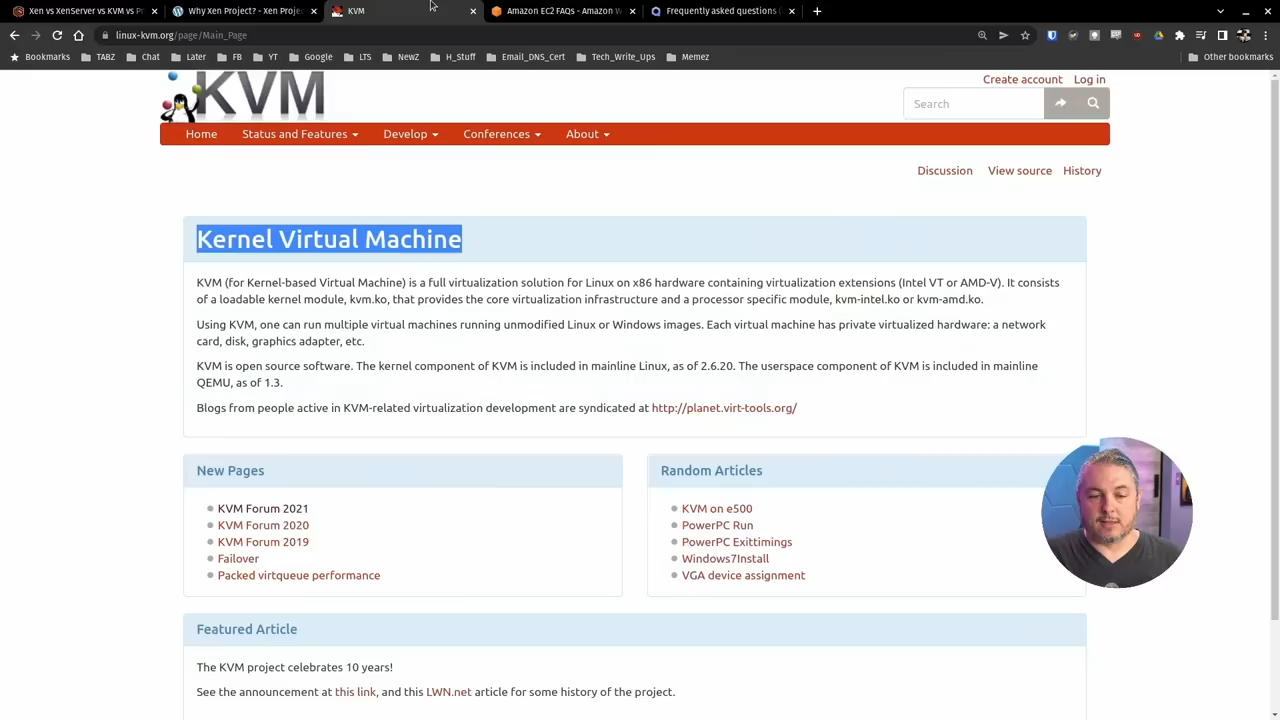 Xen vs XenServer vs KVM vs Pr
Why Xen Project? - Xen Proje
KVM
Amazon EC2 FAQs - Amazon W
Frequently asked questions (
linux-kvm.org/page/Main_Page
Bookmarks
TABZ
Chat
Later
FB
YT
Google
LTS
NewZ
H_Stuff
Email_DNS_Cert
Tech_Write_Ups
Memez
Other bookmarks
KVM
Create account Log in
Search
Home
Status and Features
Develop
Conferences
About
Discussion View source History
Kernel Virtual Machine
KVM (for Kernel-based Virtual Machine) is a full virtualization solution for Linux on x86 hardware containing virtualization extensions (Intel VT or AMD-V). It consists
of a loadable kernel module, kvm.ko, that provides the core virtualization infrastructure and a processor specific module, kvm-intel.ko or kvm-amd.ko.
Using KVM, one can run multiple virtual machines running unmodified Linux or Windows images. Each virtual machine has private virtualized hardware: a network
card, disk, graphics adapter, etc.
KVM is open source software. The kernel component of KVM is included in mainline Linux, as of 2.6.20. The userspace component of KVM is included in mainline
QEMU, as of 1.3.
Blogs from people active in KVM-related virtualization development are syndicated at http://planet.virt-tools.org/
New Pages
KVM Forum 2021
KVM Forum 2020
KVM Forum 2019
Failover
Packed virtqueue performance
Random Articles
KVM on e500
PowerPC Run
PowerPC Exittimings
Windows7Install
VGA device assignment
Featured Article
The KVM project celebrates 10 years!
See the announcement at this link, and this LWN.net article for some history of the project.